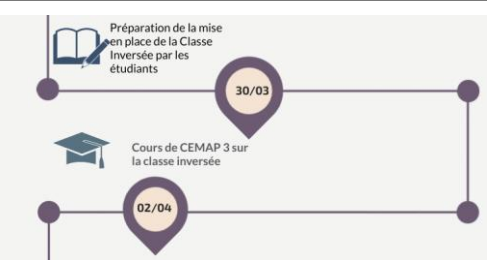 Préparation de la mise
en place de la Classe
Inversée par les
étudiants
30/03
Cours de CEMAP 3 sur
la classe inversée
02/04